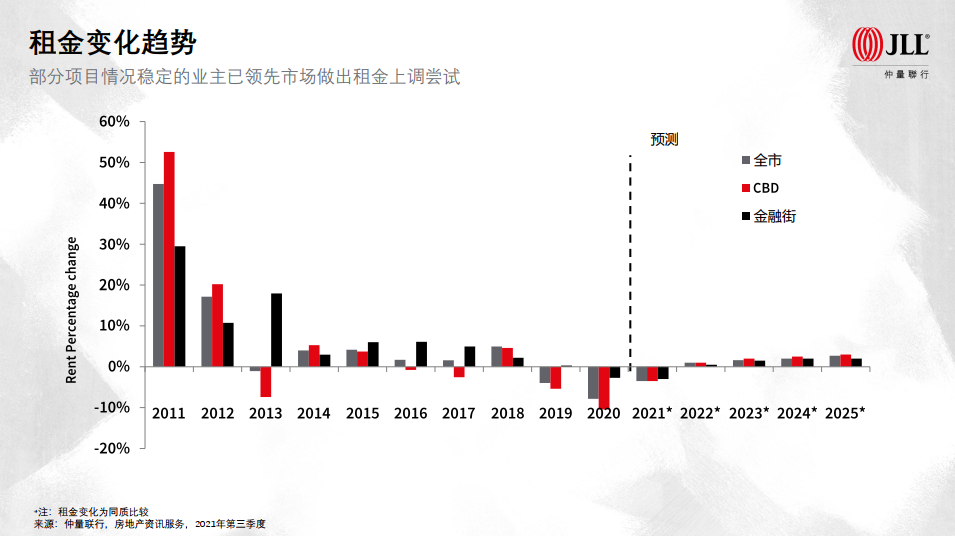 租金变化趋势
部分项目情况稳定的业主已领先市场做出租金上调尝试
JLL®
仲量聯行
60%
50%
40%
30%
20%
10%
0%
-10%
-20%
Rent Percentage change
预测
全市
CBD
金融街
2011 2012 2013 2014 2015 2016 2017 2018 2019 2020 2021* 2022* 2023* 2024* 2025*
*注：租金变化为同质比较
来源：仲量联行，房地产资讯服务，2021年第三季度